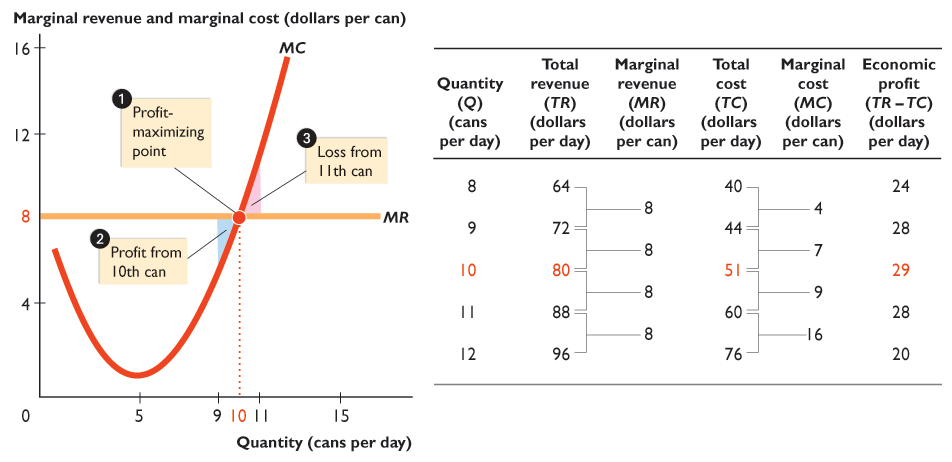 Marginal revenue and marginal cost (dollars per can)
16
MC
1
Profit-
maximizing
point
12
3
Loss from
11th can
8
MR
2
Profit from
10th can
4
0
5
9
10
11
15
Quantity (cans per day)
Quantity
(Q)
(cans
per day)
Total
revenue
(TR)
(dollars
per day)
Marginal
revenue
(MR)
(dollars
per can)
Total
cost
(TC)
(dollars
per day)
Marginal
cost
(MC)
(dollars
per can)
Economic
profit
(TR – TC)
(dollars
per day)
8 64 40 24
8 4
9 72 44 28
8 7
10 80 51 29
8 9
11 88 60 28
8 16
12 96 76 20